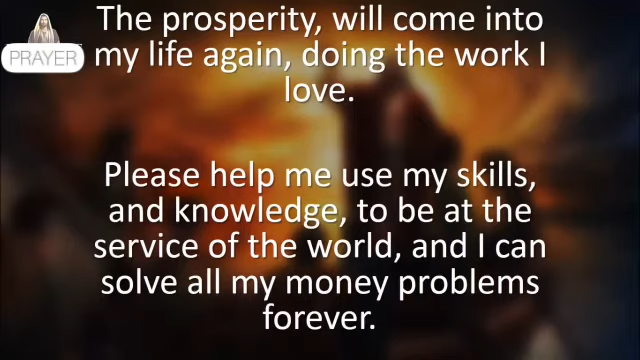 The prosperity, will come into
PRAYER
my life again, doing the work I
love.
Please help me use my skills,
and knowledge, to be at the
service of the world, and I can
solve all my money problems
forever.